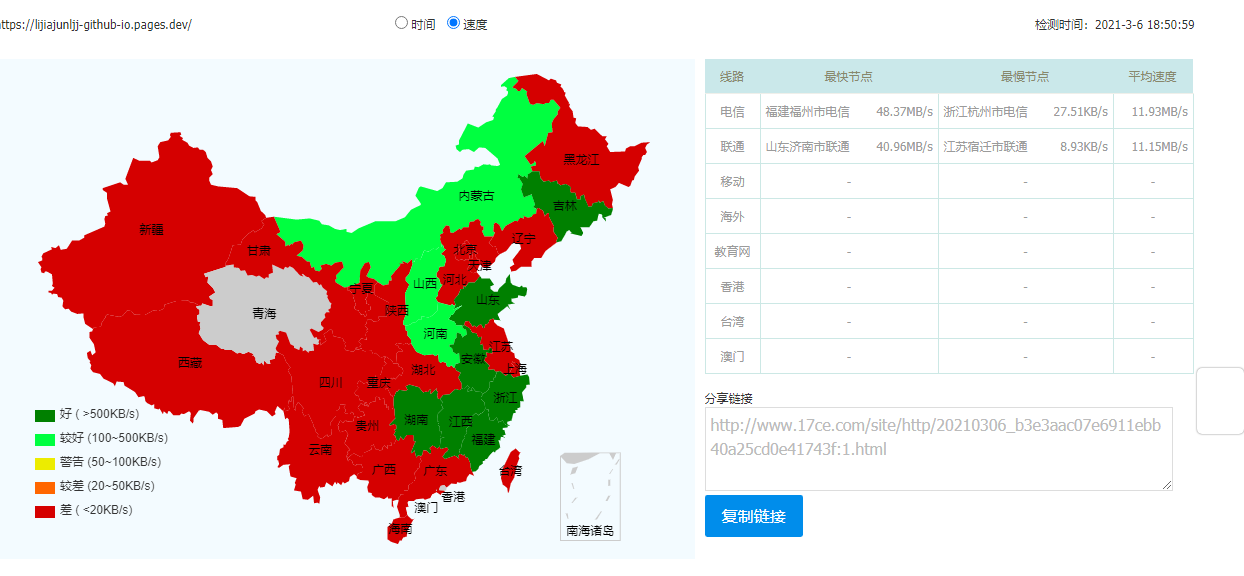 https://lijiajunljj-github-io.pages.dev/
时间 速度
检测时间：2021-3-6 18:50:59
黑龙江
内蒙古
吉林
新疆
辽宁
甘肃
北京
天津
宁夏
山西
河北
青海
陕西
山东
河南
西藏
江苏
安徽
上海
四川
重庆
湖北
浙江
湖南
江西
贵州
福建
云南
广西
广东
台湾
香港
澳门
海南
南海诸岛
好 ( >500KB/s)
较好 (100~500KB/s)
警告 (50~100KB/s)
较差 (20~50KB/s)
差 ( <20KB/s)
线路 最快节点 最慢节点 平均速度
电信 福建福州市电信 48.37MB/s 浙江杭州市电信 27.51KB/s 11.93MB/s
联通 山东济南市联通 40.96MB/s 江苏宿迁市联通 8.93KB/s 11.15MB/s
移动 - - -
海外 - - -
教育网 - - -
香港 - - -
台湾 - - -
澳门 - - -
分享链接
http://www.17ce.com/site/http/20210306_b3e3aac07e6911ebb
40a25cd0e41743f:1.html
复制链接